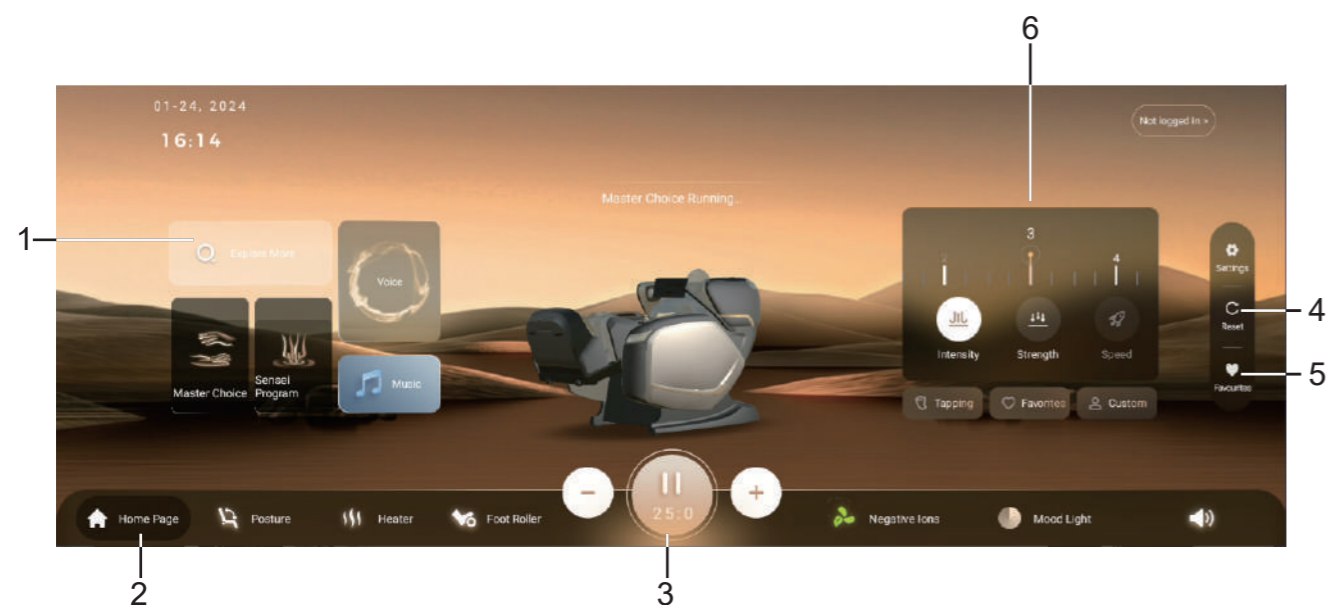 6
01-24, 2024
16:14
Not logged in >
Master Choice Running...
1
Explore More
Voice
Master Choice
Sensei
Program
Music
3
2
4
Intensity
Strength
Speed
Tapping
Favorites
Custom
Settings
Reset
4
Favourites
5
Home Page
Posture
Heater
Foot Roller
25:0
Negative Ions
Mood Light
2
3